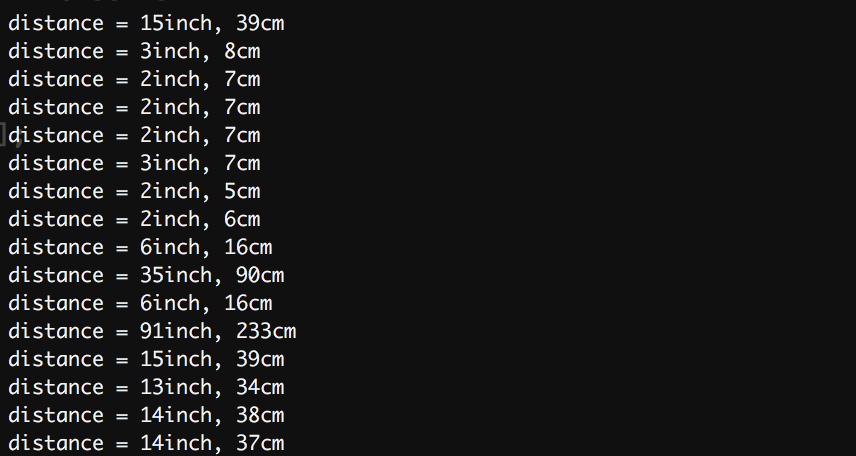 distance = 15inch, 39cm
distance = 3inch, 8cm
distance = 2inch, 7cm
distance = 2inch, 7cm
distance = 2inch, 7cm
distance = 3inch, 7cm
distance = 2inch, 5cm
distance = 2inch, 6cm
distance = 6inch, 16cm
distance = 35inch, 90cm
distance = 6inch, 16cm
distance = 91inch, 233cm
distance = 15inch, 39cm
distance = 13inch, 34cm
distance = 14inch, 38cm
distance = 14inch, 37cm